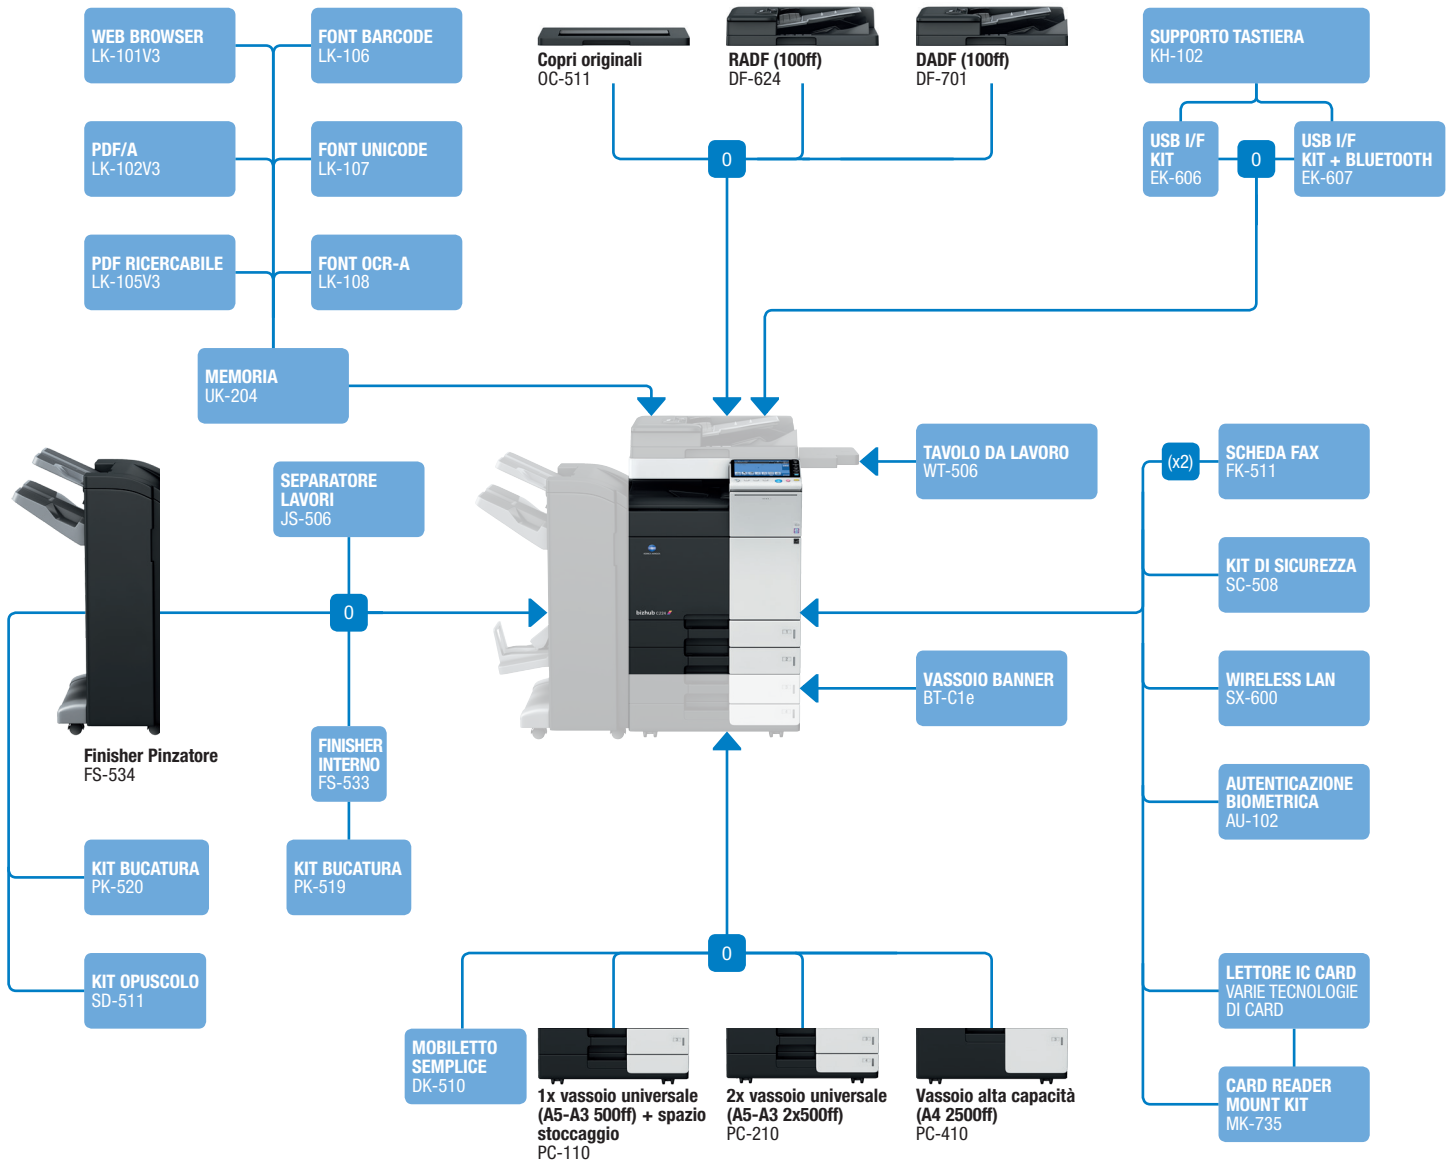 WEB BROWSER
LK-101V3
FONT BARCODE
LK-106
PDF/A
LK-102V3
FONT UNICODE
LK-107
PDF RICERCABILE
LK-105V3
FONT OCR-A
LK-108
MEMORIA
UK-204
Copri originali
OC-511
RADF (100ff)
DF-624
DADF (100ff)
DF-701
0
SUPPORTO TASTIERA
KH-102
USB I/F
KIT
EK-606
0
USB I/F
KIT + BLUETOOTH
EK-607
TAVOLO DA LAVORO
WT-506
(x2)
SCHEDA FAX
FK-511
SEPARATORE
LAVORI
JS-506
KIT DI SICUREZZA
SC-508
0
bizhub
VASSOIO BANNER
BT-C1e
WIRELESS LAN
SX-600
Finisher Pinzatore
FS-534
FINISHER
INTERNO
FS-533
AUTENTICAZIONE
BIOMETRICA
AU-102
KIT BUCATURA
PK-520
KIT BUCATURA
PK-519
KIT OPUSCOLO
SD-511
0
LETTORE IC CARD
VARIE TECNOLOGIE
DI CARD
MOBILETTO
SEMPLICE
DK-510
1x vassoio universale
(A5-A3 500ff) + spazio
stoccaggio
PC-110
2x vassoio universale
(A5-A3 2x500ff)
PC-210
Vassoio alta capacità
(A4 2500ff)
PC-410
CARD READER
MOUNT KIT
MK-735